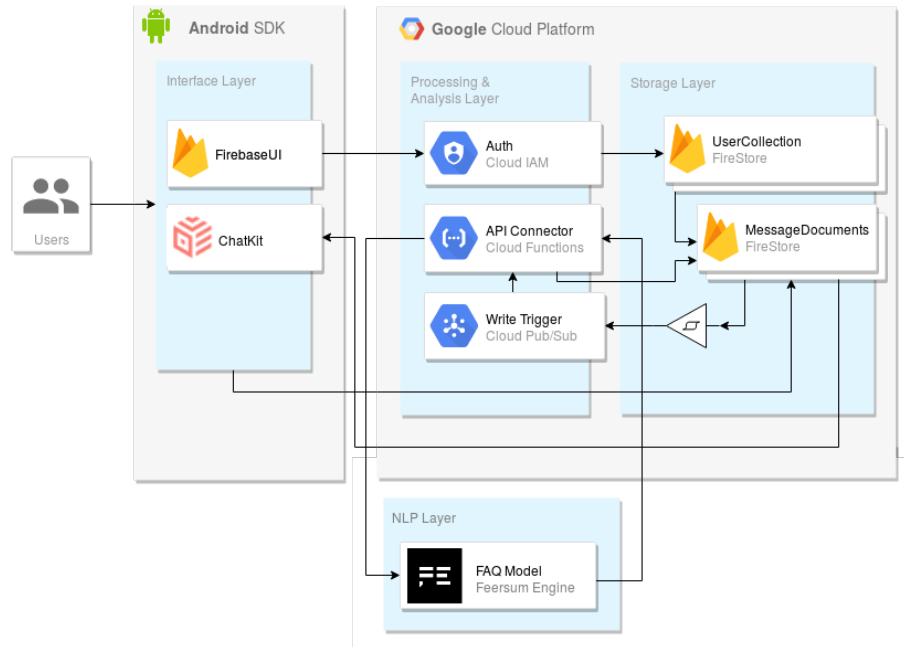 Android SDK
Google Cloud Platform
Interface Layer
Processing &
Analysis Layer
Storage Layer
FirebaseUI
Auth
Cloud IAM
UserCollection
FireStore
Users
ChatKit
API Connector
Cloud Functions
MessageDocuments
FireStore
Write Trigger
Cloud Pub/Sub
NLP Layer
FE
FAQ Model
Feersum Engine